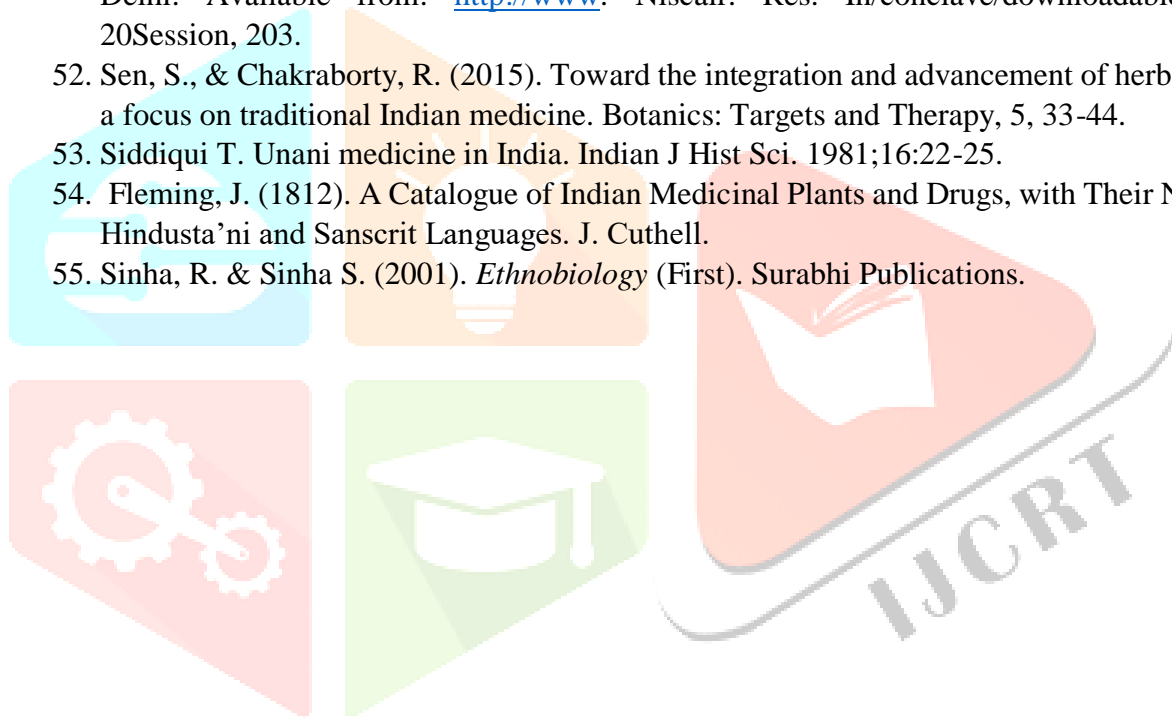 Delhi. Available from: http://www. Niscair. Res. In/conclave/downloadable
20Session, 203.
52. Sen, S., & Chakraborty, R. (2015). Toward the integration and advancement of herb
a focus on traditional Indian medicine. Botanics: Targets and Therapy, 5, 33-44.
53. Siddiqui T. Unani medicine in India. Indian J Hist Sci. 1981;16:22-25.
54. Fleming, J. (1812). A Catalogue of Indian Medicinal Plants and Drugs, with Their N
Hindusta’ni and Sanscrit Languages. J. Cuthell.
55. Sinha, R. & Sinha S. (2001). Ethnobiology (First). Surabhi Publications.
IJCRT